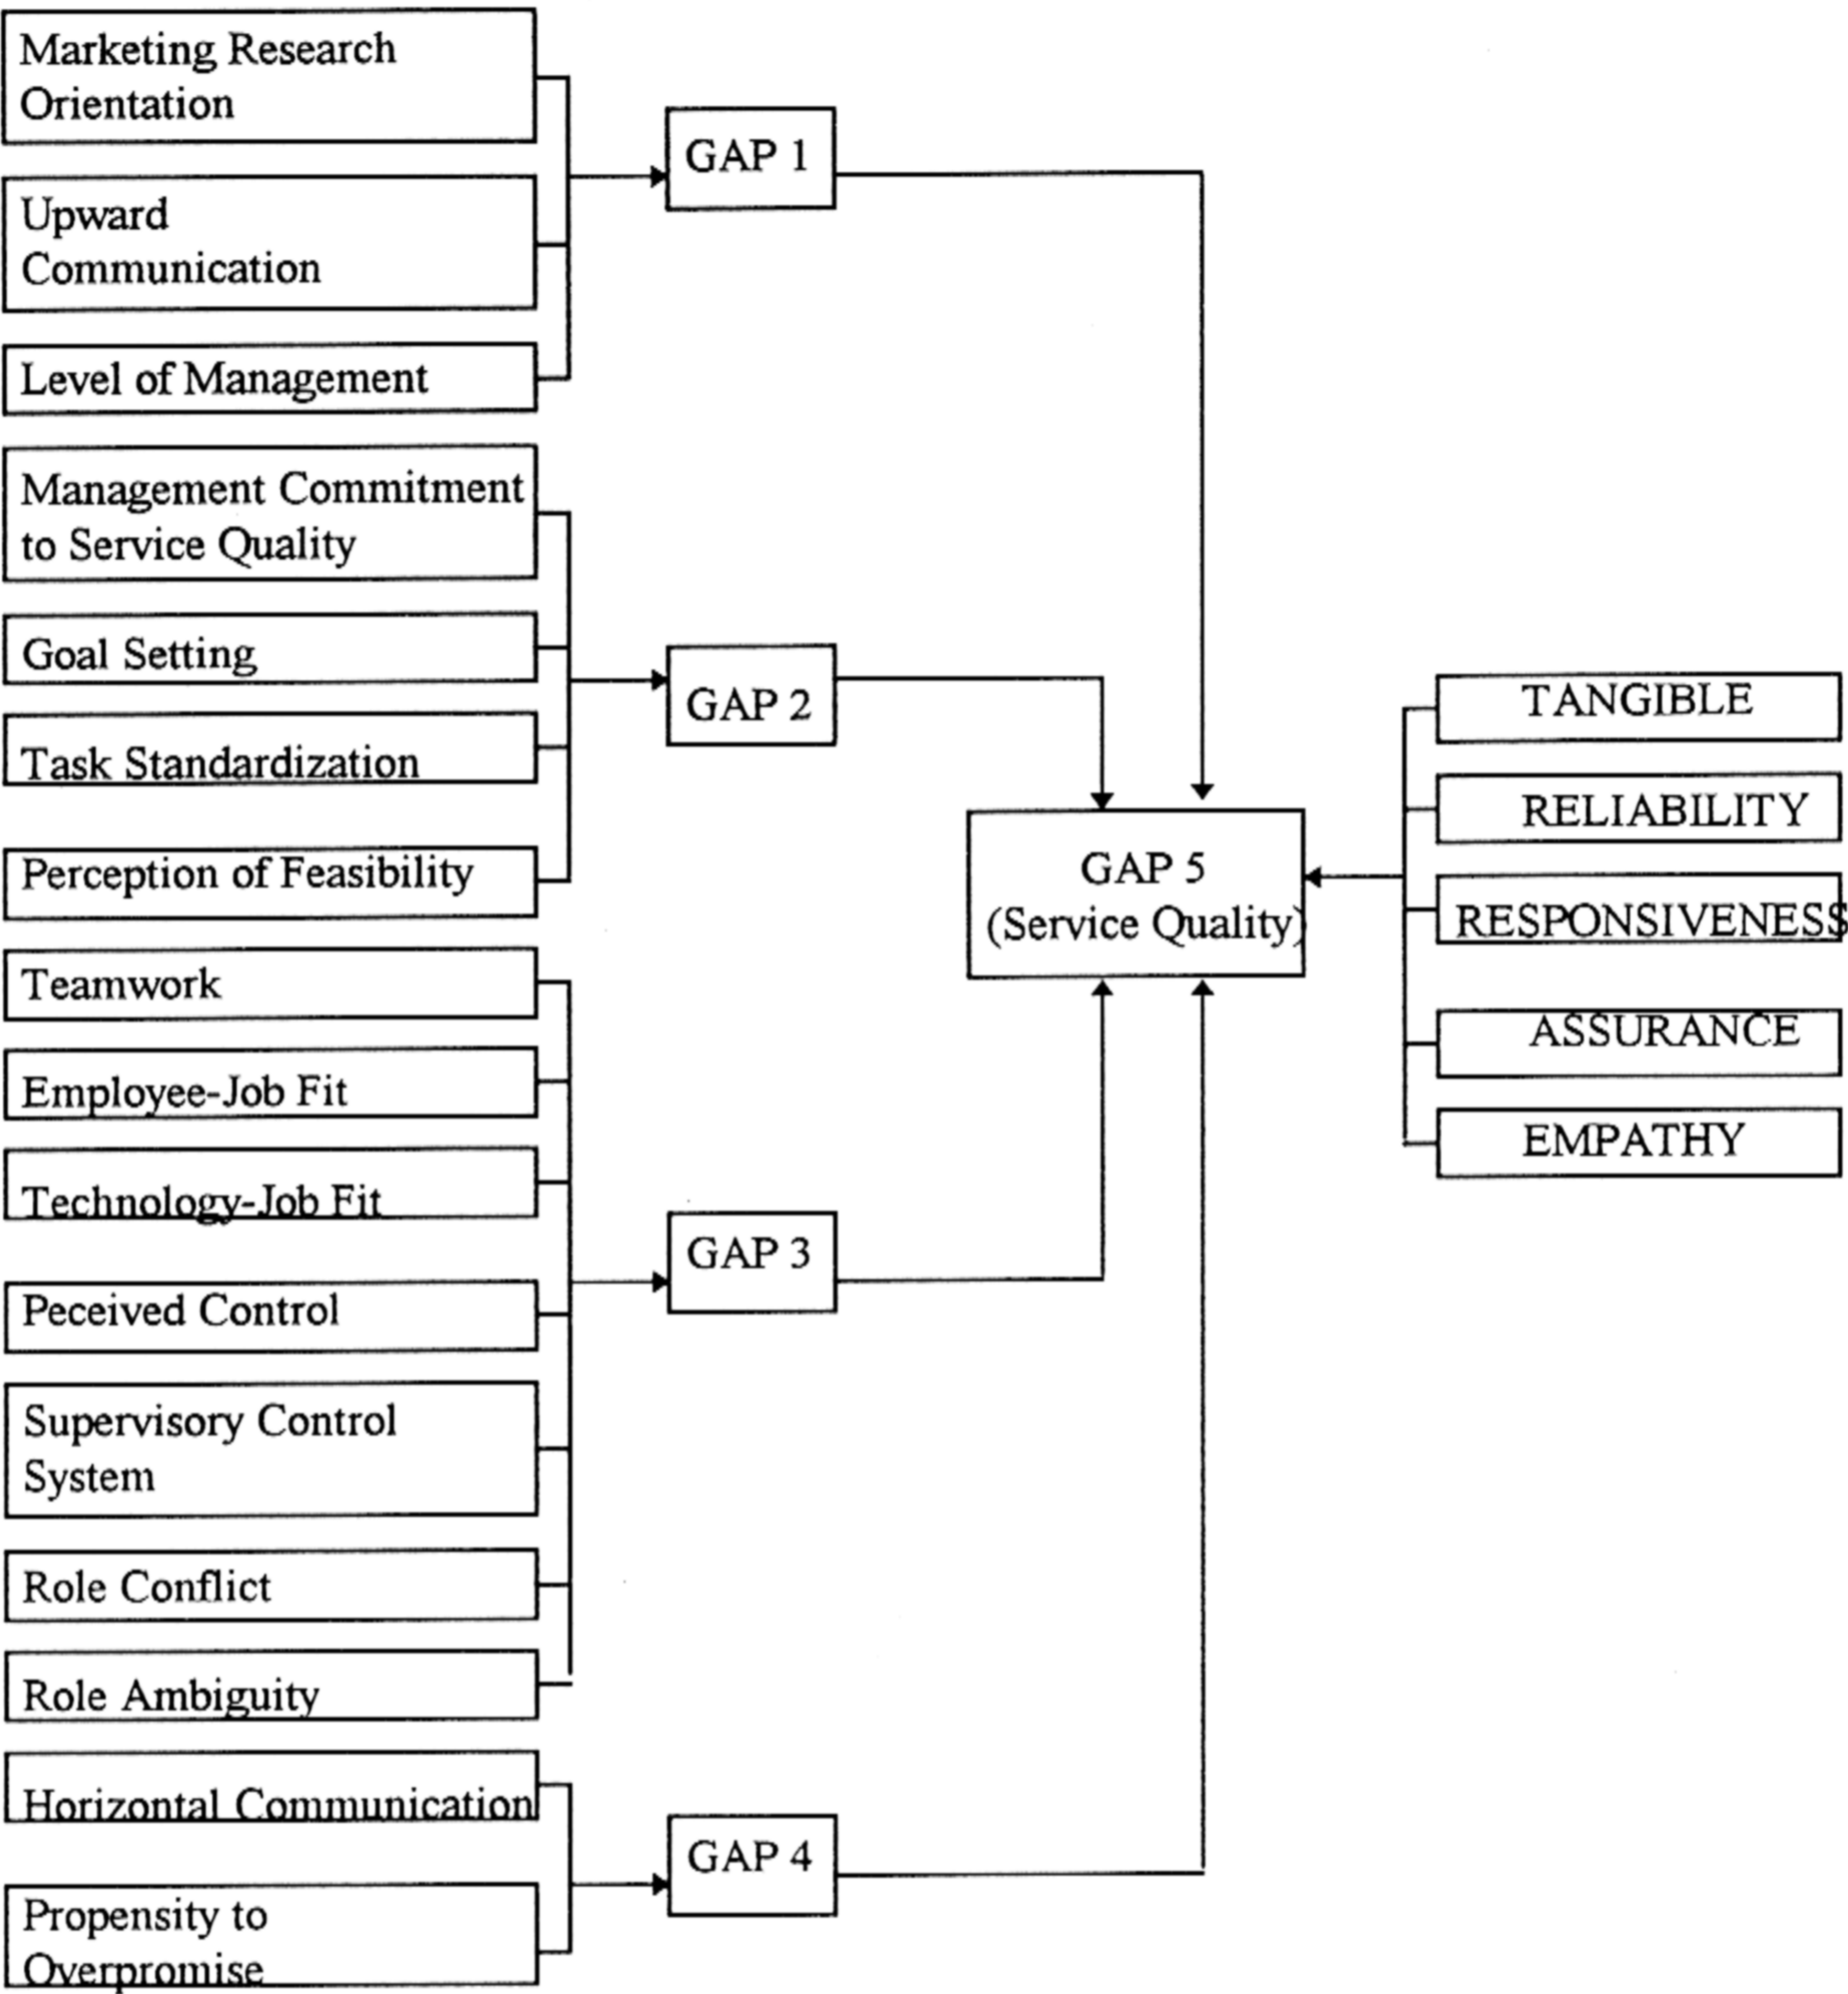 Marketing Research
Orientation
Upward
Communication
Level of Management
Management Commitment
to Service Quality
Goal Setting
Task Standardization
Perception of Feasibility
Teamwork
Employee-Job Fit
Technology-Job Fit
Peceived Control
Supervisory Control
System
Role Conflict
Role Ambiguity
Horizontal Communication
Propensity to
Overpromise
GAP 1
GAP 2
GAP 3
GAP 4
GAP 5
(Service Quality)
TANGIBLE
RELIABILITY
RESPONSIVENESS
ASSURANCE
EMPATHY